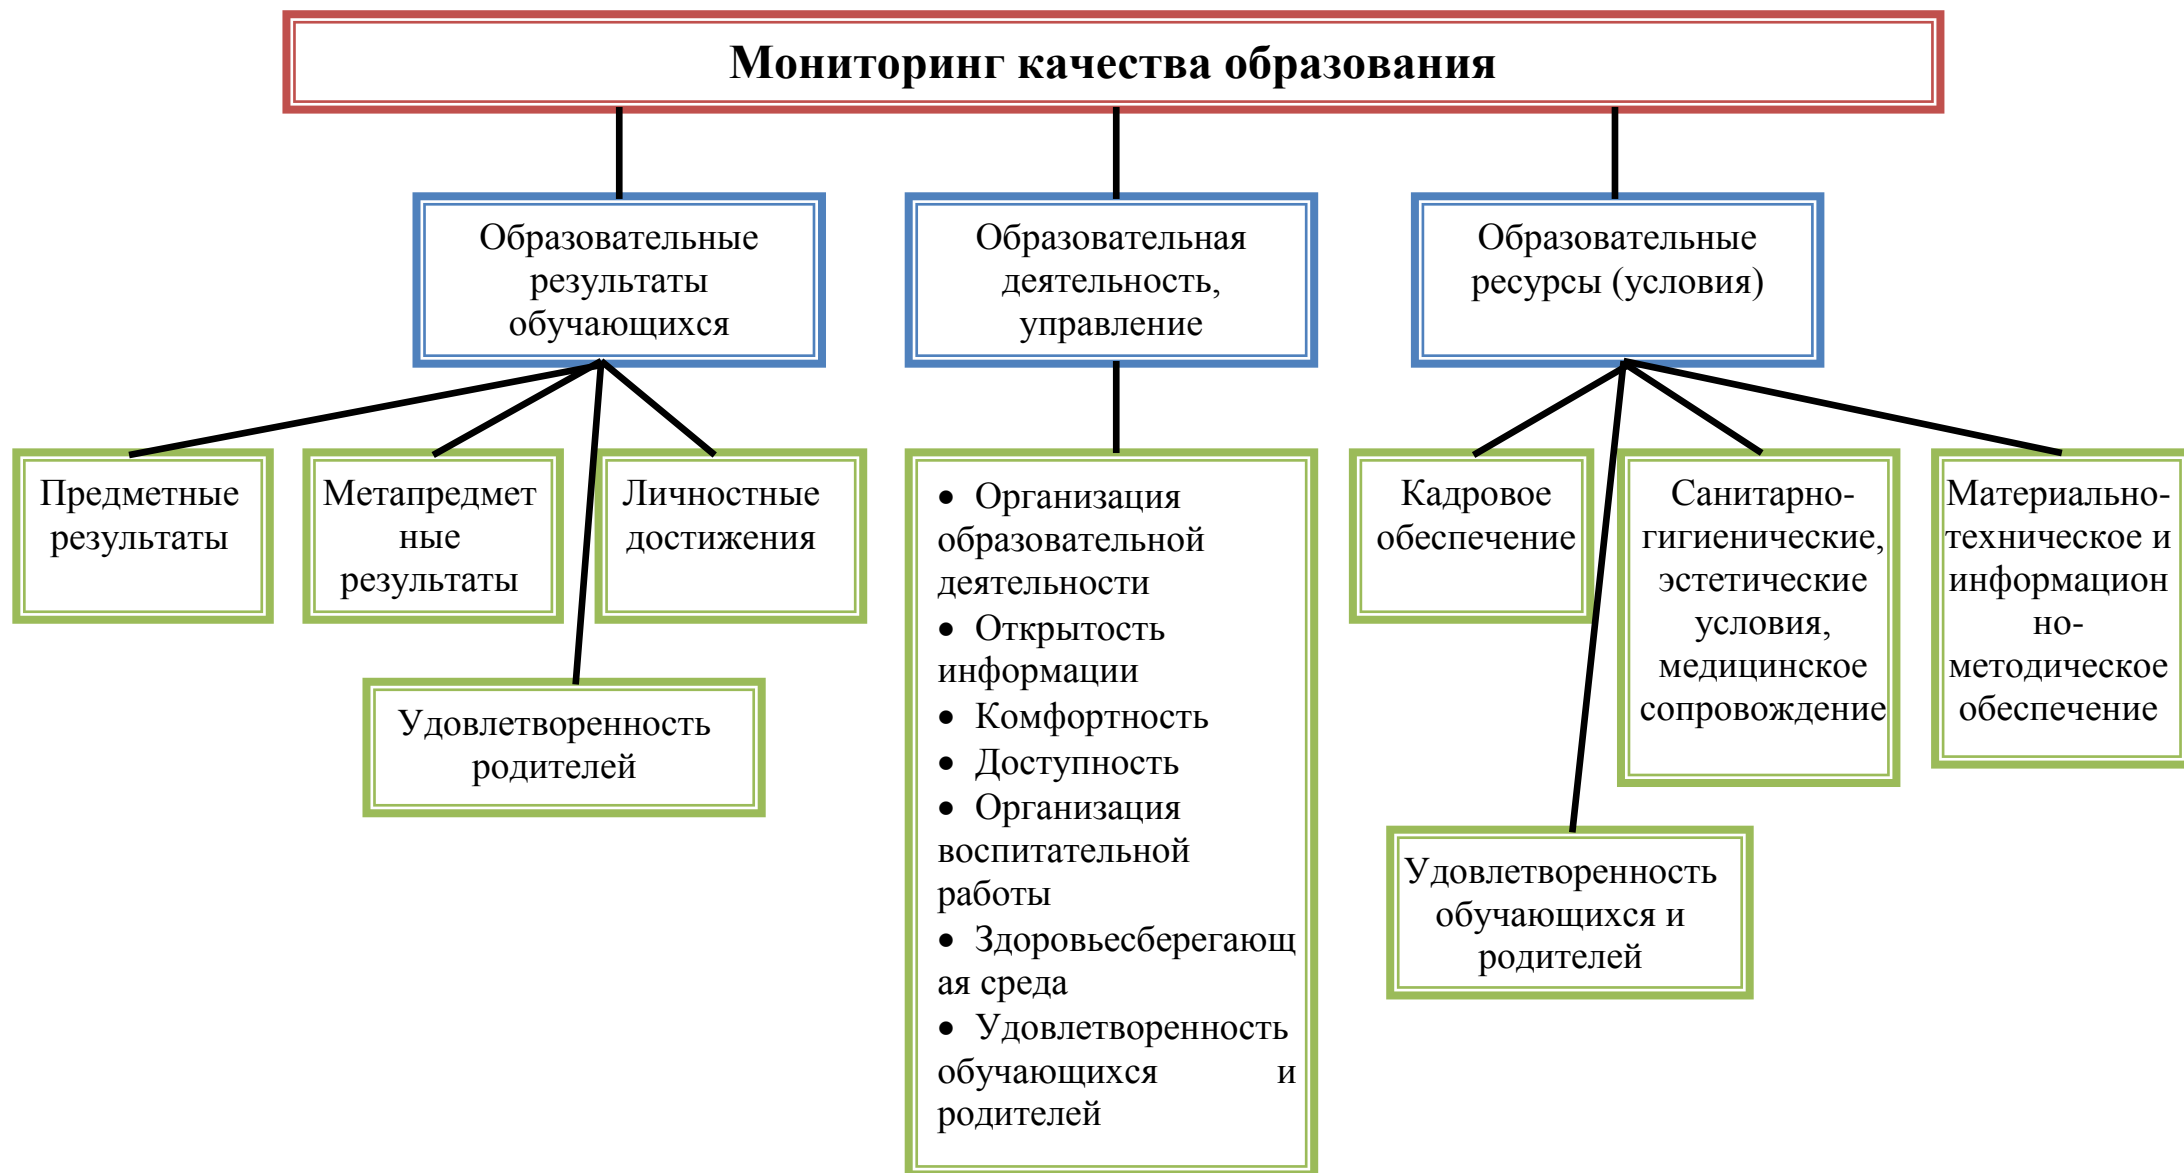 Мониторинг качества образования
Образовательные
результаты
обучающихся
Образовательная
деятельность,
управление
Образовательные
ресурсы (условия)
Предметные
результаты
Метапредмет
ные
результаты
Личностные
достижения
Удовлетворенность
родителей
• Организация
образовательной
деятельности
• Открытость
информации
• Комфортность
• Доступность
• Организация
воспитательной
работы
• Здоровьесберегающ
ая среда
• Удовлетворенность
обучающихся и
родителей
Кадровое
обеспечение
Санитарно-
гигиенические,
эстетические
условия,
медицинское
сопровождение
Материально-
техническое и
информацион
но-
методическое
обеспечение
Удовлетворенность
обучающихся и
родителей